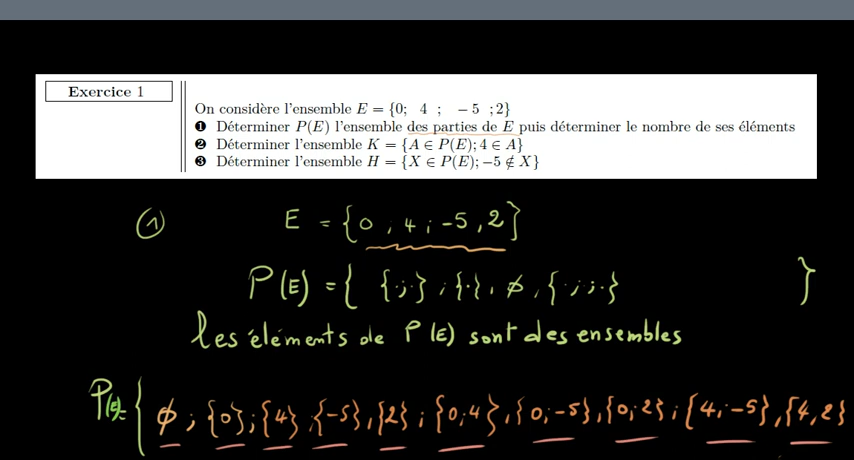 Exercice 1
On considère l'ensemble E = {0; 4 ; − 5 ; 2}
❶ Déterminer P(E) l'ensemble des parties de E puis déterminer le nombre de ses éléments
❷ Déterminer l'ensemble K = {A ∈ P(E); 4 ∈ A}
❸ Déterminer l'ensemble H = {X ∈ P(E); −5 ∉ X}
① E = {0 ; 4 ; -5 , 2}
P(E) = { {·;·} ; {·} , ∅ , {· ; ; ·} }
les éléments de P(E) sont des ensembles
P(E)= { ∅ ; {0} ; {4} , {-5} , {2} ; {0;4} , {0;-5} , {0;2} ; {4;-5} , {4,2}